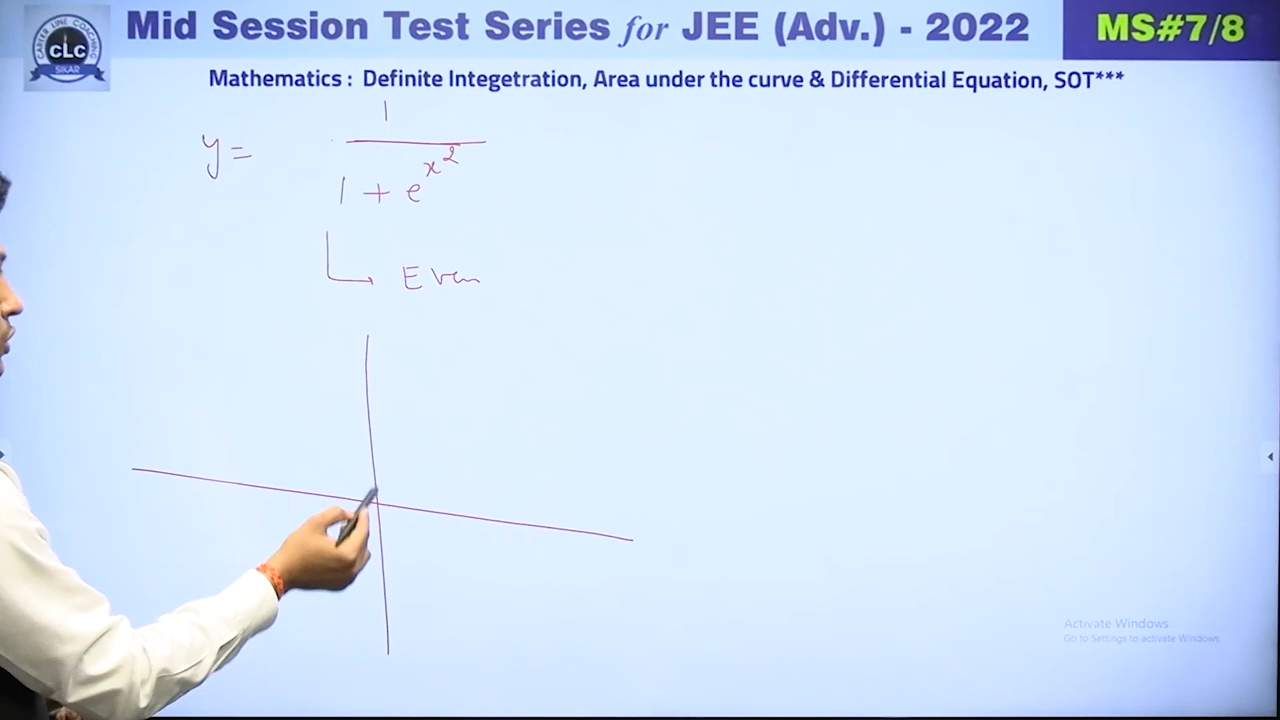 CAREER LINE COACHING
CLC
SIKAR
Mid Session Test Series for JEE (Adv.) - 2022
MS#7/8
Mathematics : Definite Integetration, Area under the curve & Differential Equation, SOT***
1
y =
1 + e^x^2
Even
Activate Windows
Go to Settings to activate Windows.